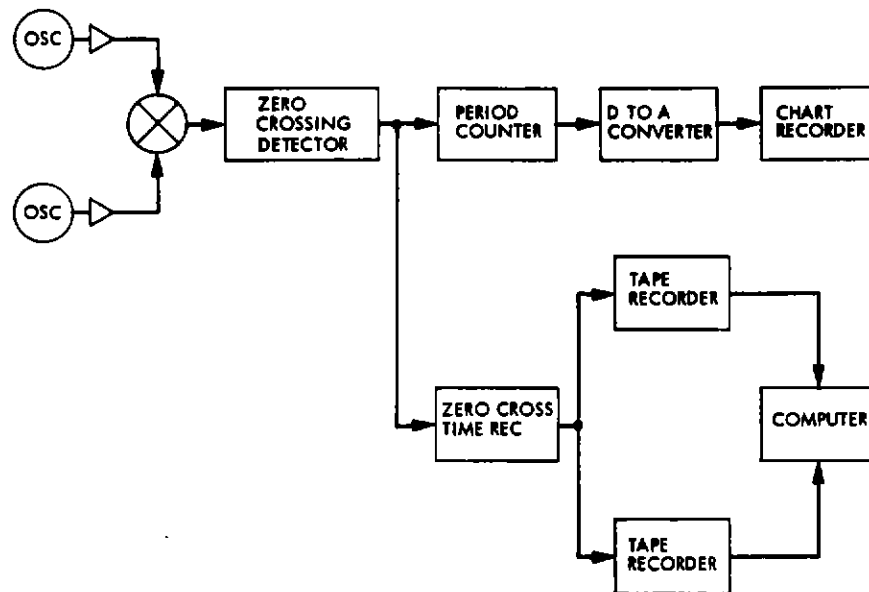 OSC
ZERO
CROSSING
DETECTOR
PERIOD
COUNTER
D TO A
CONVERTER
CHART
RECORDER
OSC
TAPE
RECORDER
ZERO CROSS
TIME REC
COMPUTER
TAPE
RECORDER